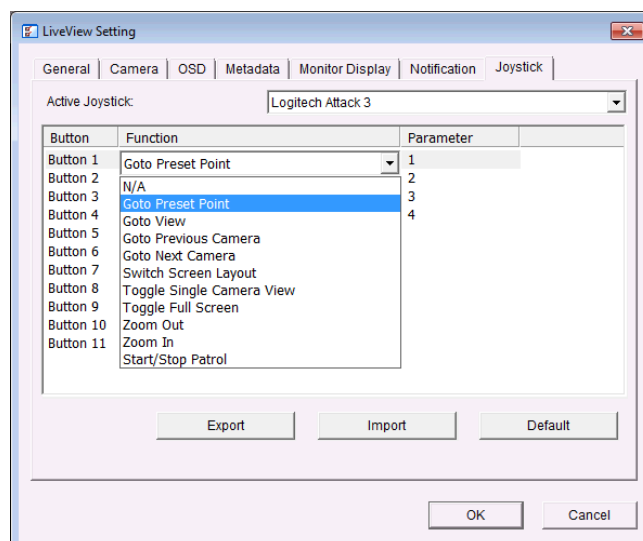 LiveView Setting
General Camera OSD Metadata Monitor Display Notification Joystick
Active Joystick: Logitech Attack 3
Button Function Parameter
Button 1 Goto Preset Point 1
Button 2 N/A 2
Button 3 Goto Preset Point 3
Button 4 Goto View 4
Button 5 Goto Previous Camera
Button 6 Goto Next Camera
Button 7 Switch Screen Layout
Button 8 Toggle Single Camera View
Button 9 Toggle Full Screen
Button 10 Zoom Out
Button 11 Zoom In
Start/Stop Patrol
Export Import Default
OK Cancel